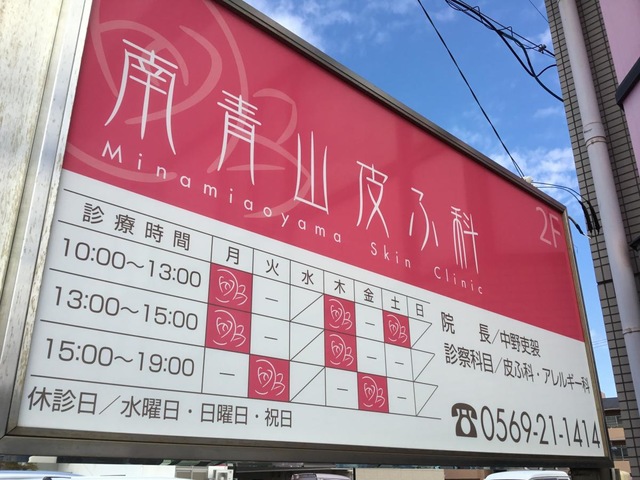 南青山皮ふ科
Minamiaoyama Skin Clinic
2F
診療時間 月 火 水 木 金 土 日
10:00〜13:00 — —
13:00〜15:00 — —
15:00〜19:00 — —
休診日／水曜日・日曜日・祝日
院 長／中野
診察科目／皮ふ科・アレルギー科
☎0569-21-1414